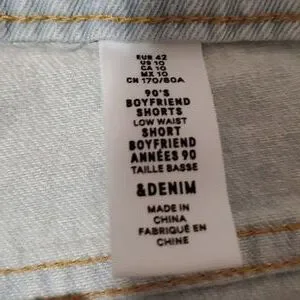 EUR 42
US 10
CA 10
MX 10
CN 170/80A
90'S
BOYFRIEND
SHORTS
LOW WAIST
SHORT
BOYFRIEND
ANNÉES 90
TAILLE BASSE
&DENIM
MADE IN
CHINA
FABRIQUÉ EN
CHINE